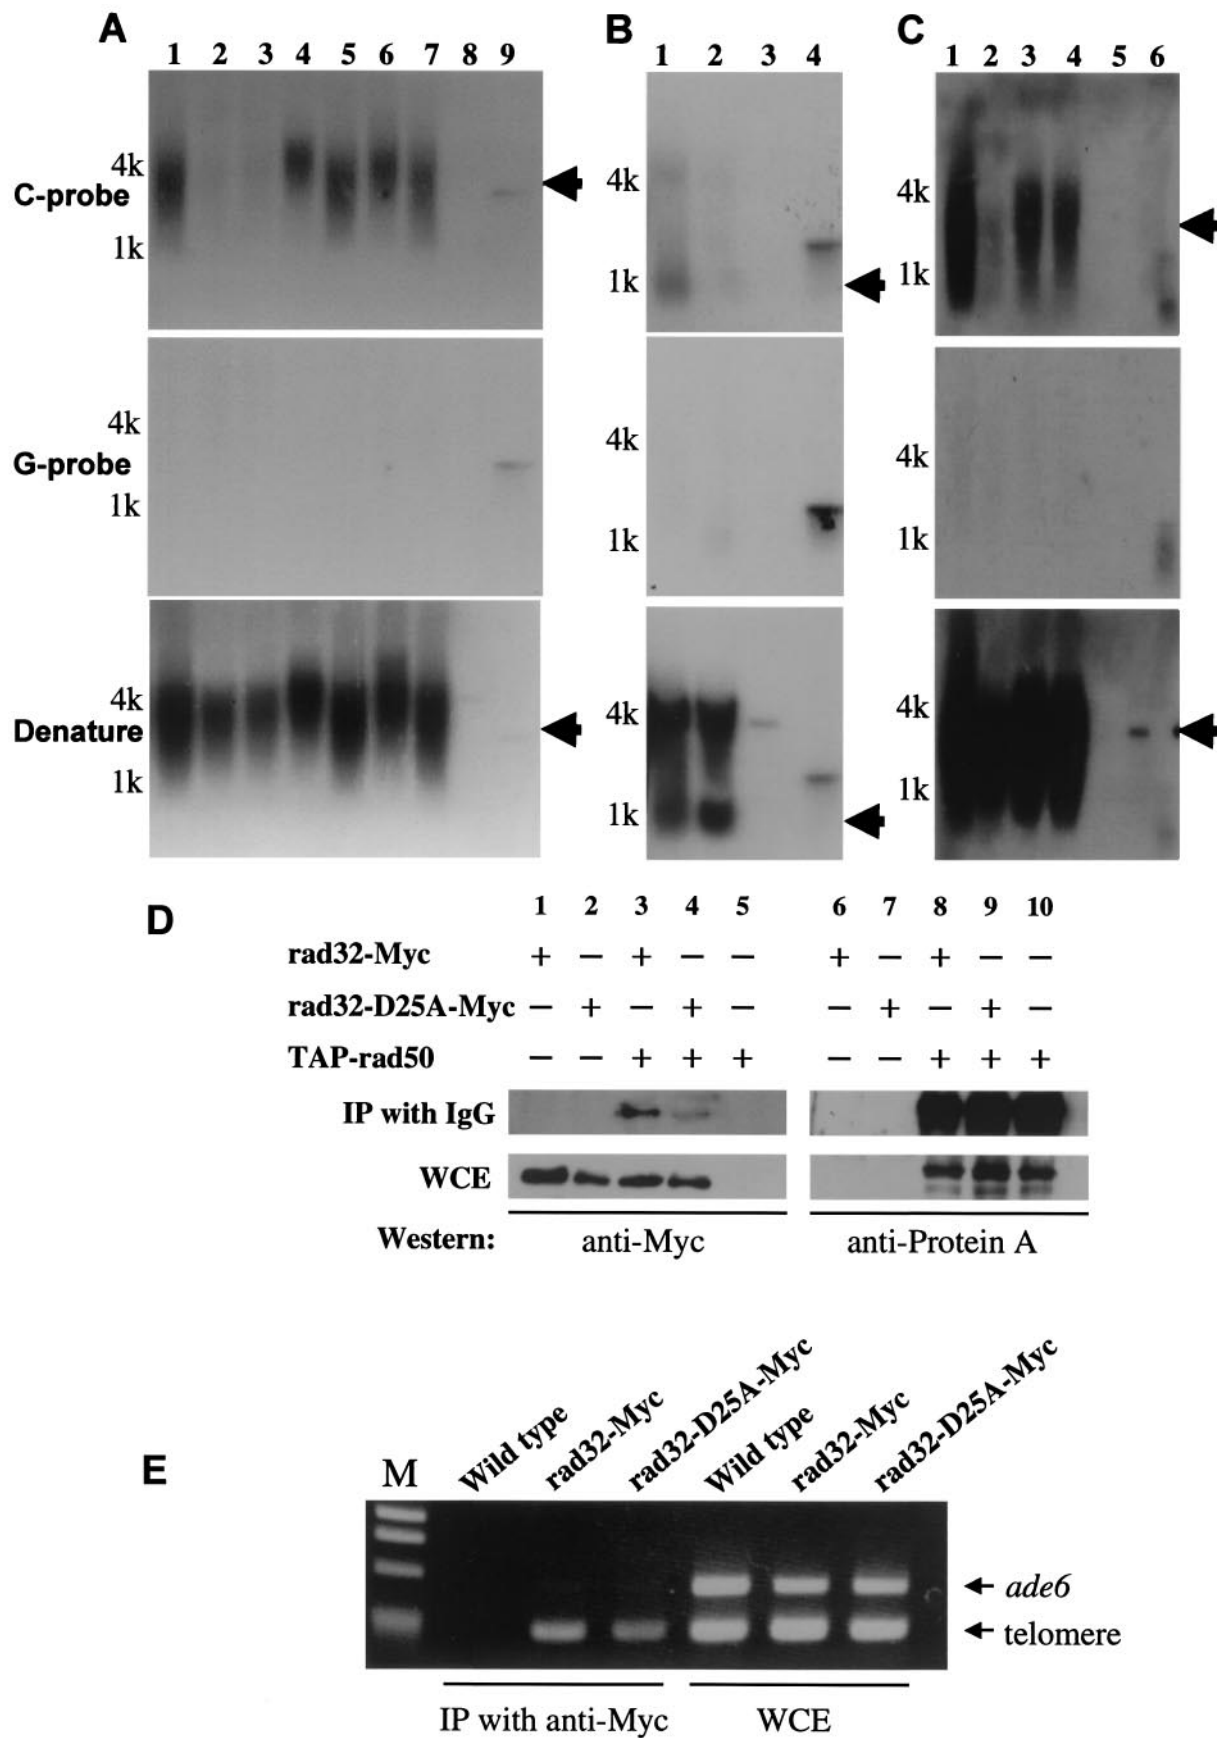 A B C
1 2 3 4 5 6 7 8 9 1 2 3 4 1 2 3 4 5 6
4k 4k 4k
C-probe
1k 1k 1k
4k 4k 4k
G-probe
1k 1k 1k
4k 4k 4k
Denature
1k 1k 1k
D 1 2 3 4 5 6 7 8 9 10
rad32-Myc + − + − − + − + − −
rad32-D25A-Myc − + − + − − + − + −
TAP-rad50 − − + + + − − + + +
IP with IgG
WCE
Western: anti-Myc anti-Protein A
E M Wild type rad32-Myc rad32-D25A-Myc Wild type rad32-Myc rad32-D25A-Myc
ade6
telomere
IP with anti-Myc WCE